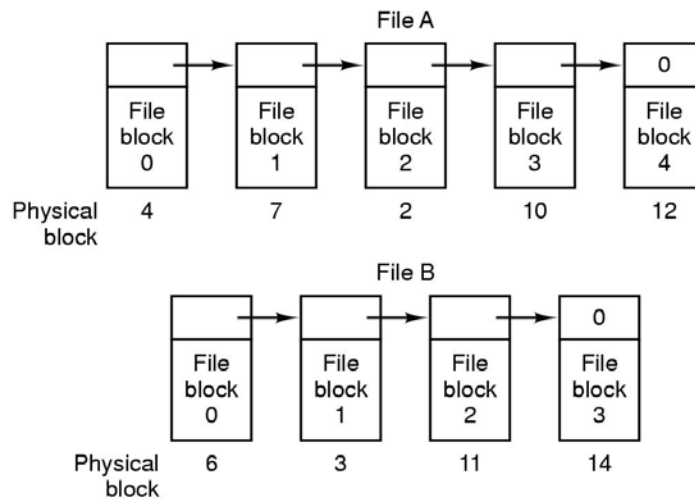 File A
0
File block 0
File block 1
File block 2
File block 3
File block 4
Physical block
4 7 2 10 12
File B
0
File block 0
File block 1
File block 2
File block 3
Physical block
6 3 11 14